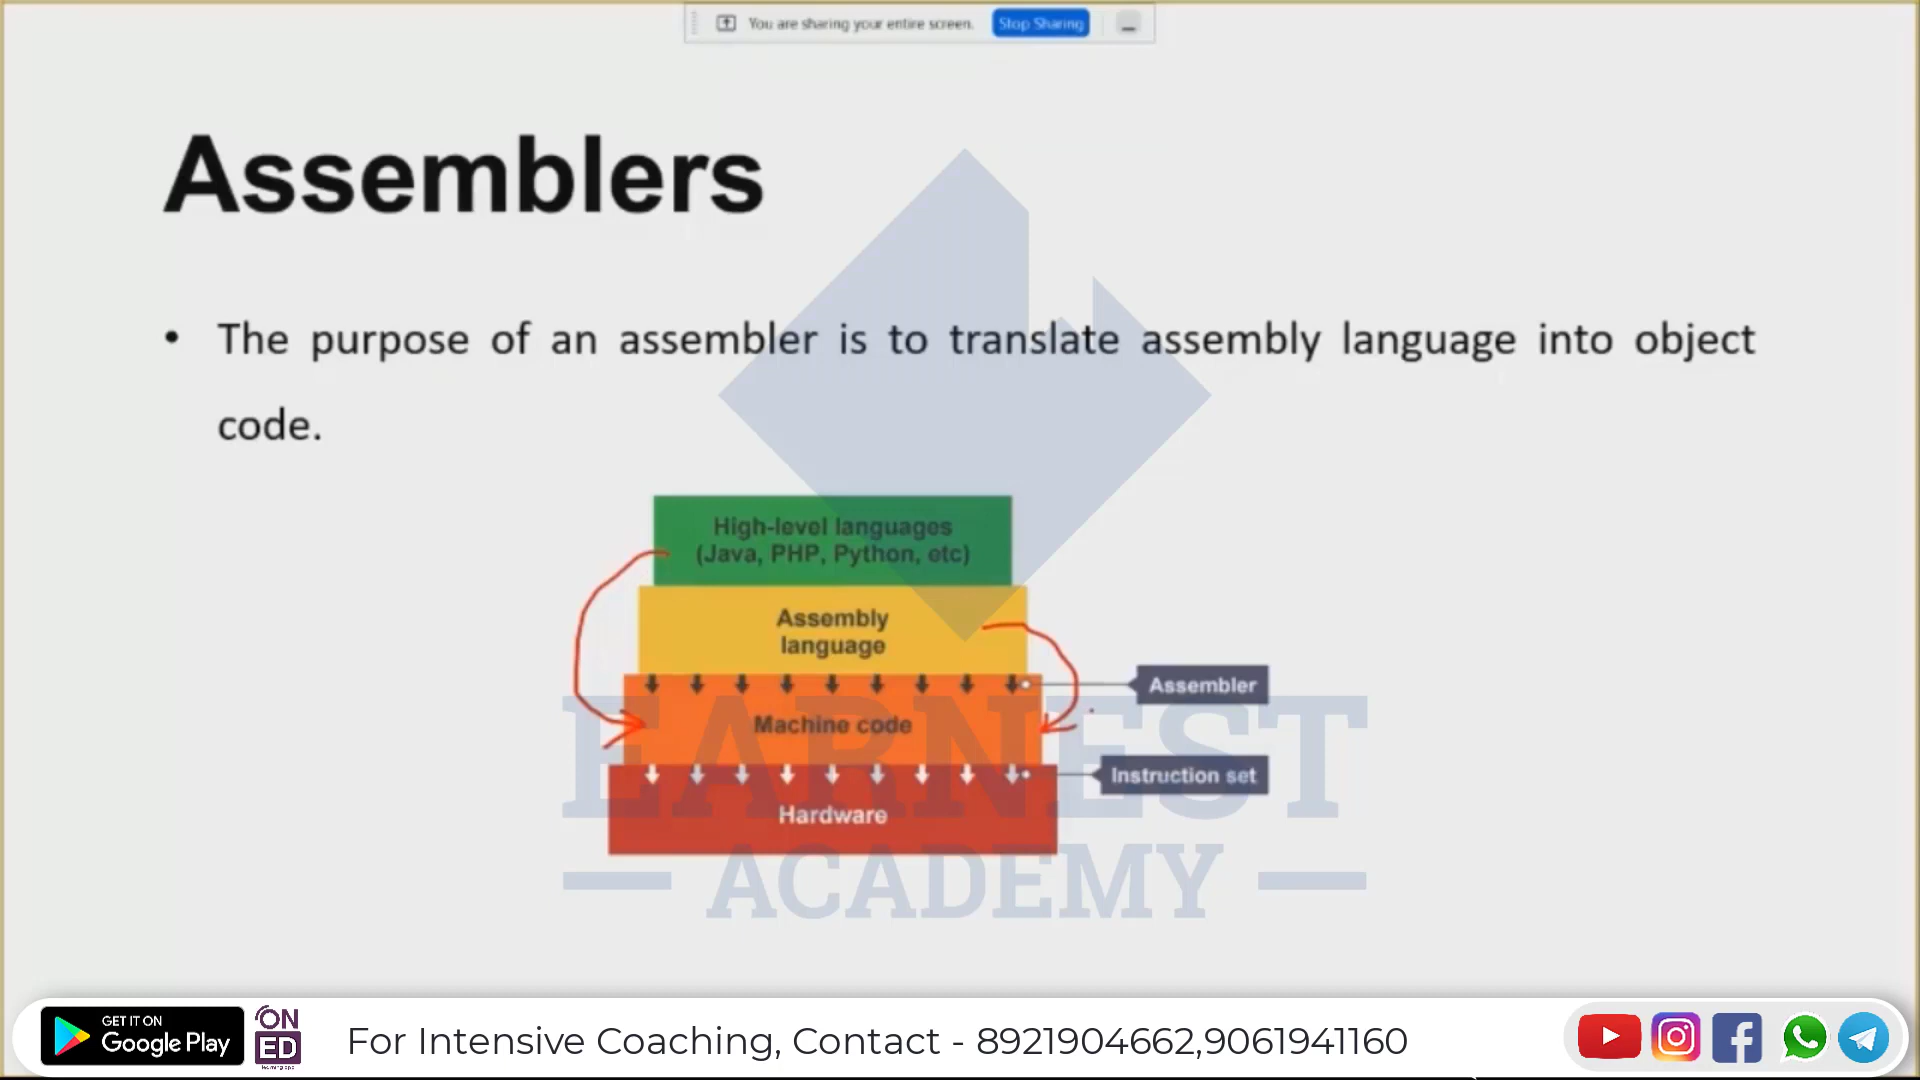 You are sharing your entire screen. Stop Sharing
Assemblers
• The purpose of an assembler is to translate assembly language into object
code.
High-level languages
(Java, PHP, Python, etc)
Assembly
language
Assembler
Machine code
Instruction set
Hardware
EARNEST
ACADEMY
GET IT ON
Google Play
ON
ED
For Intensive Coaching, Contact - 8921904662,9061941160